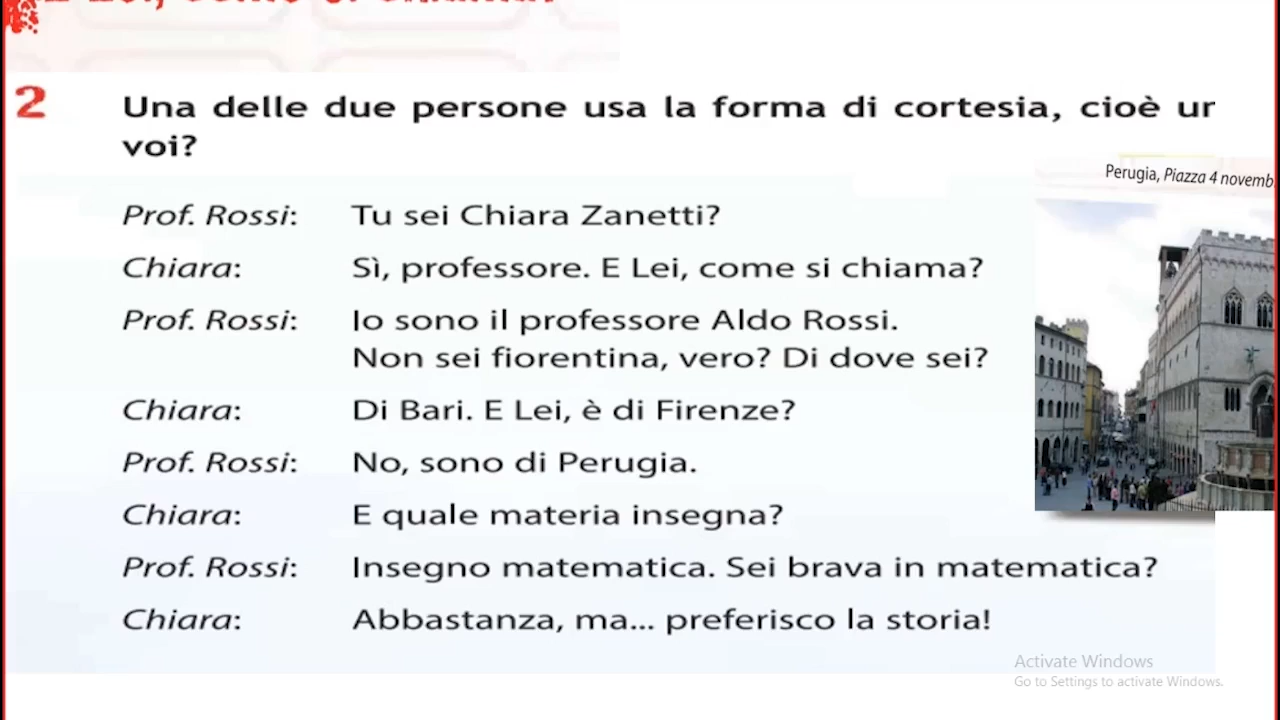 2 Una delle due persone usa la forma di cortesia, cioè
voi?
Perugia, Piazza 4
Prof. Rossi: Tu sei Chiara Zanetti?
Chiara: Sì, professore. E Lei, come si chiama?
Prof. Rossi: Io sono il professore Aldo Rossi.
Non sei fiorentina, vero? Di dove sei?
Chiara: Di Bari. E Lei, è di Firenze?
Prof. Rossi: No, sono di Perugia.
Chiara: E quale materia insegna?
Prof. Rossi: Insegno matematica. Sei brava in matematica?
Chiara: Abbastanza, ma... preferisco la storia!
Activate Windows
Go to Settings to activate Windows.